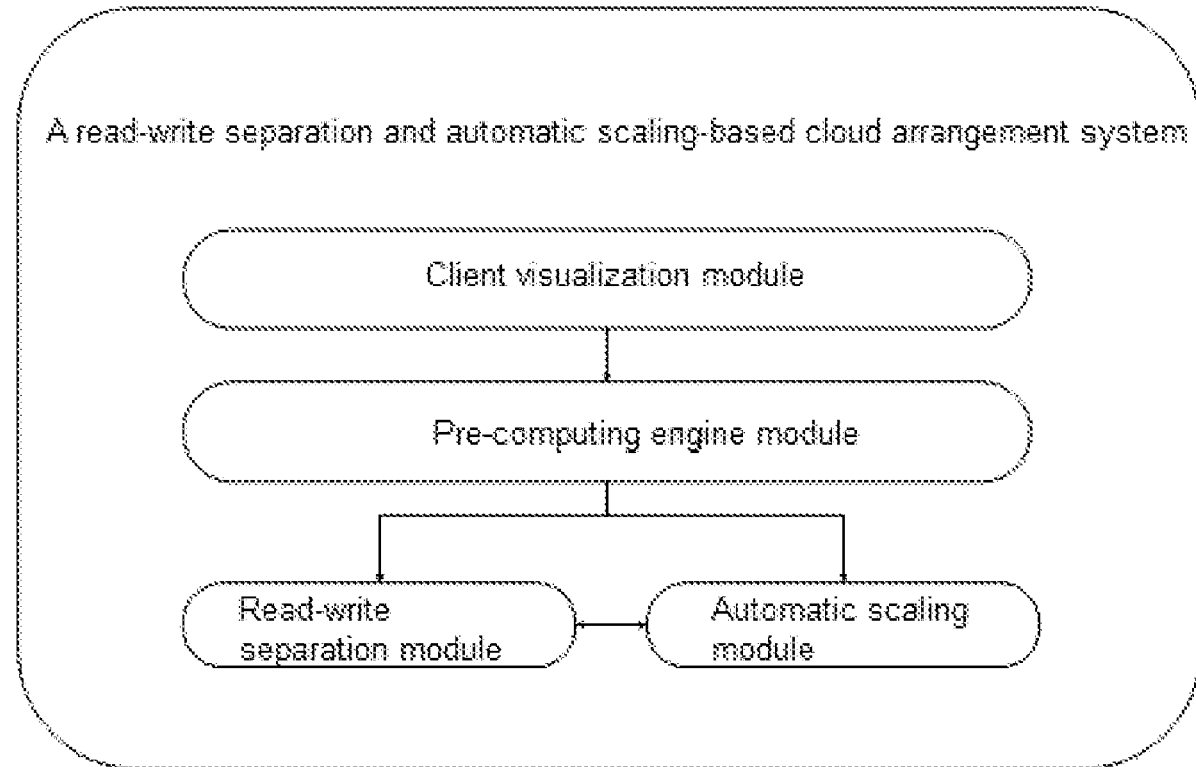 A read-write separation and automatic scaling-based cloud arrangement system
Client visualization module
Pre-computing engine module
Read-write
separation module
Automatic scaling
module